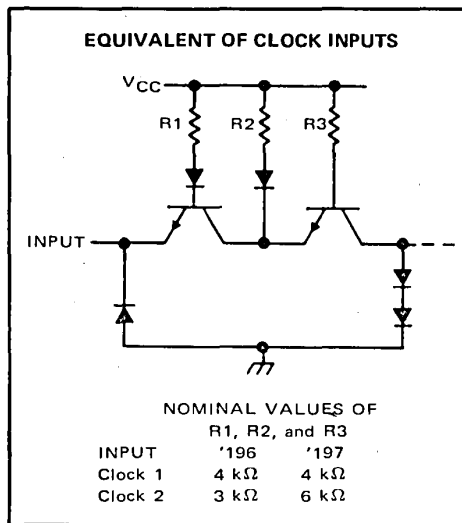 EQUIVALENT OF CLOCK INPUTS
VCC
R1 R2 R3
INPUT
NOMINAL VALUES OF
R1, R2, and R3
INPUT '196 '197
Clock 1 4 kΩ 4 kΩ
Clock 2 3 kΩ 6 kΩ